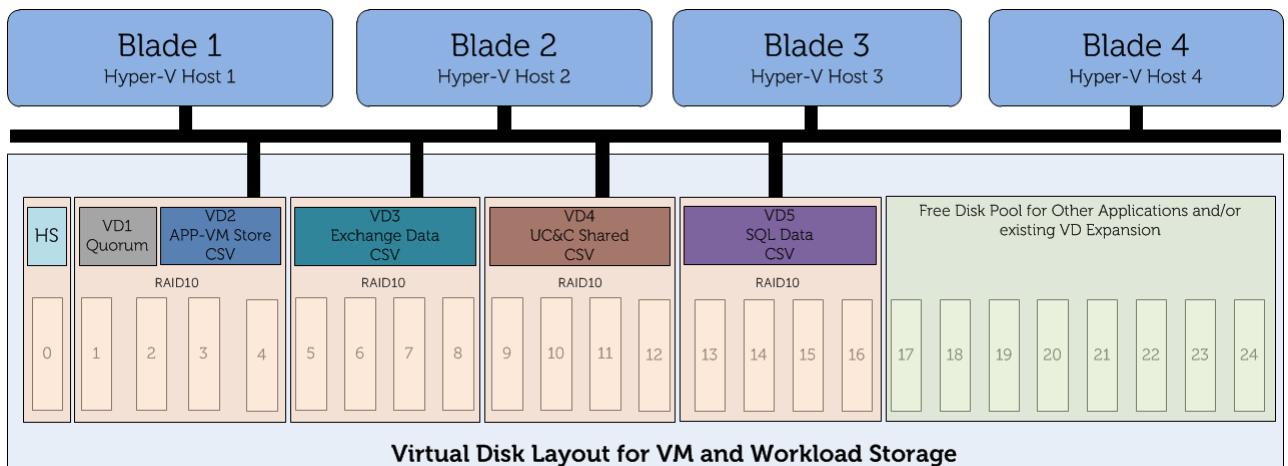 Blade 1
Hyper-V Host 1
Blade 2
Hyper-V Host 2
Blade 3
Hyper-V Host 3
Blade 4
Hyper-V Host 4
HS
VD1
Quorum
VD2
APP-VM Store
CSV
RAID10
VD3
Exchange Data
CSV
RAID10
VD4
UC&C Shared
CSV
RAID10
VD5
SQL Data
CSV
RAID10
Free Disk Pool for Other Applications and/or
existing VD Expansion
0
1
2
3
4
5
6
7
8
9
10
11
12
13
14
15
16
17
18
19
20
21
22
23
24
Virtual Disk Layout for VM and Workload Storage